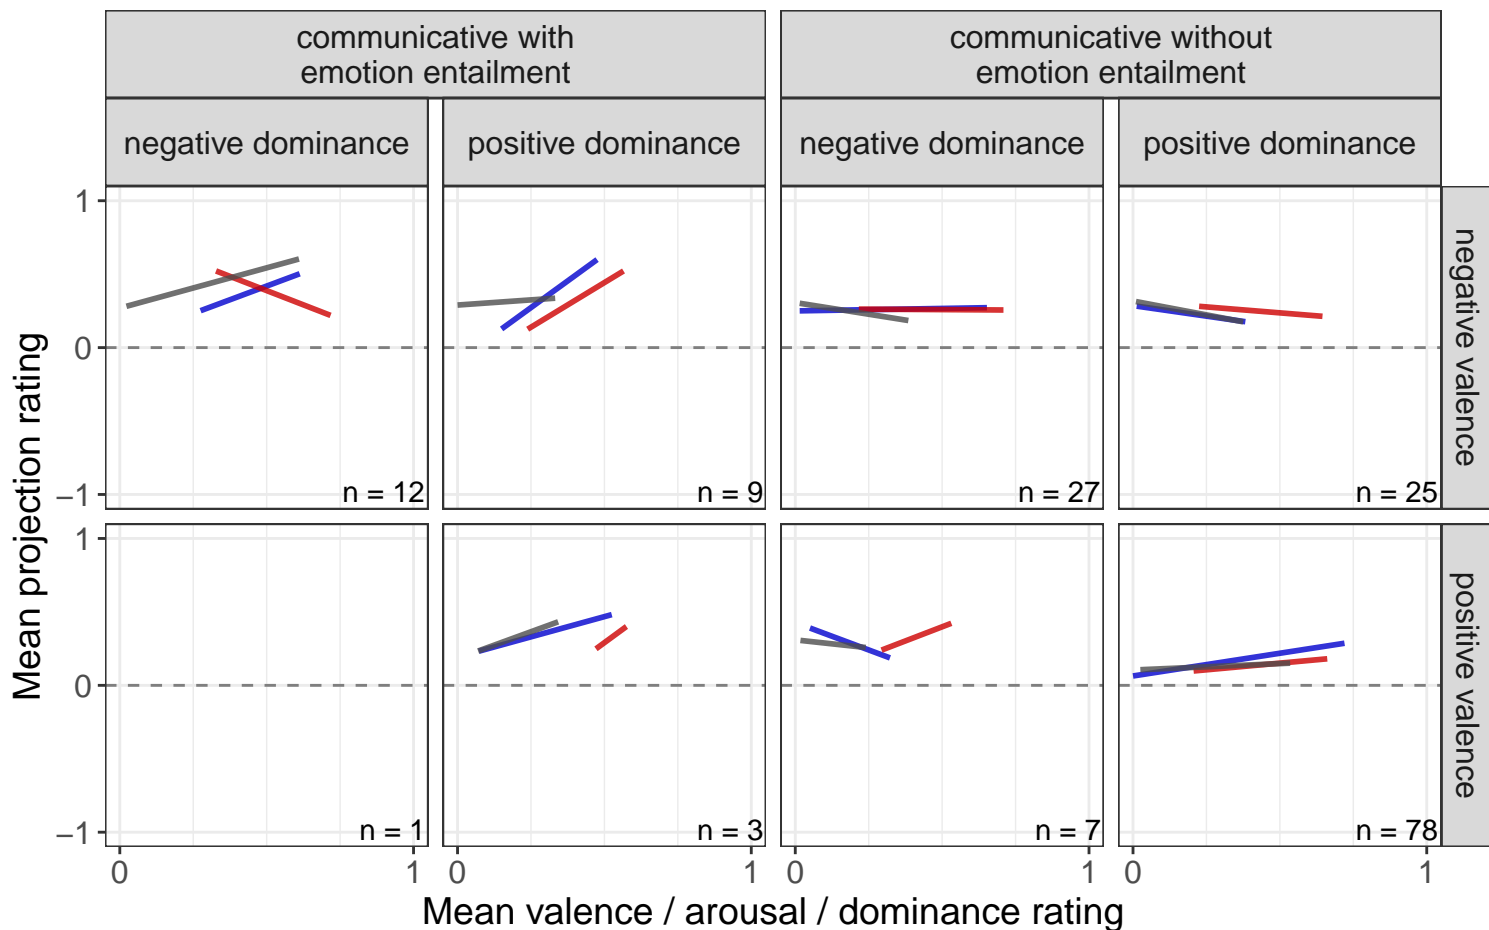 communicative with
emotion entailment
communicative without
emotion entailment
negative dominance
positive dominance
negative dominance
positive dominance
Mean projection rating
1
0
−1
n = 12
n = 9
n = 27
n = 25
negative valence
1
0
−1
n = 1
n = 3
n = 7
n = 78
positive valence
0
1
0
1
0
1
0
1
Mean valence / arousal / dominance rating